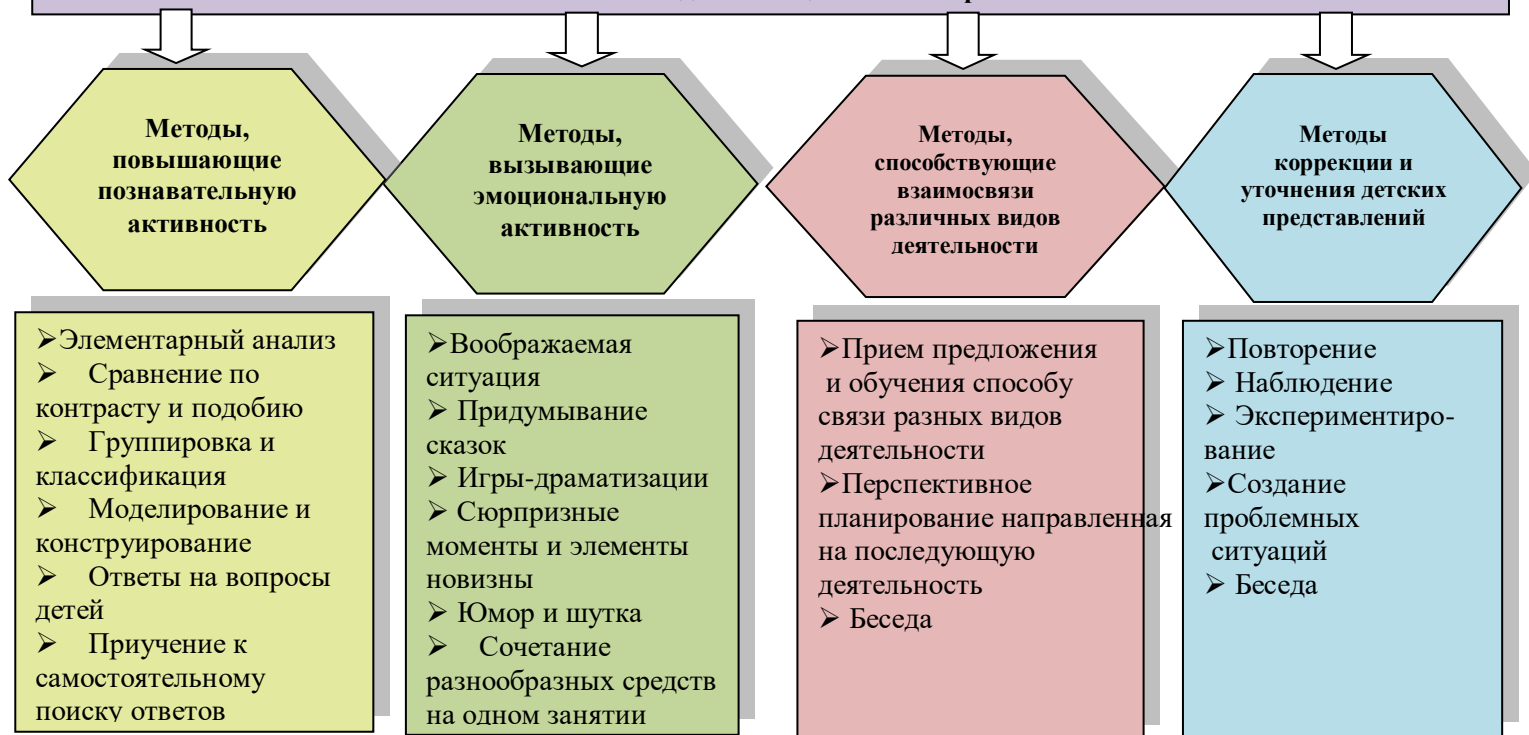 Методы,
повышающие
познавательную
активность
Методы,
вызывающие
эмоциональную
активность
Методы,
способствующие
взаимосвязи
различных видов
деятельности
Методы
коррекции и
уточнения детских
представлений
➢Элементарный анализ
➢ Сравнение по
контрасту и подобию
➢ Группировка и
классификация
➢ Моделирование и
конструирование
➢ Ответы на вопросы
детей
➢ Приучение к
самостоятельному
поиску ответов
➢Воображаемая
ситуация
➢ Придумывание
сказок
➢ Игры-драматизации
➢ Сюрпризные
моменты и элементы
новизны
➢ Юмор и шутка
➢ Сочетание
разнообразных средств
на одном занятии
➢Прием предложения
и обучения способу
связи разных видов
деятельности
➢Перспективное
планирование направленная
на последующую
деятельность
➢ Беседа
➢Повторение
➢ Наблюдение
➢ Экспериментиро-
вание
➢Создание
проблемных
ситуаций
➢ Беседа